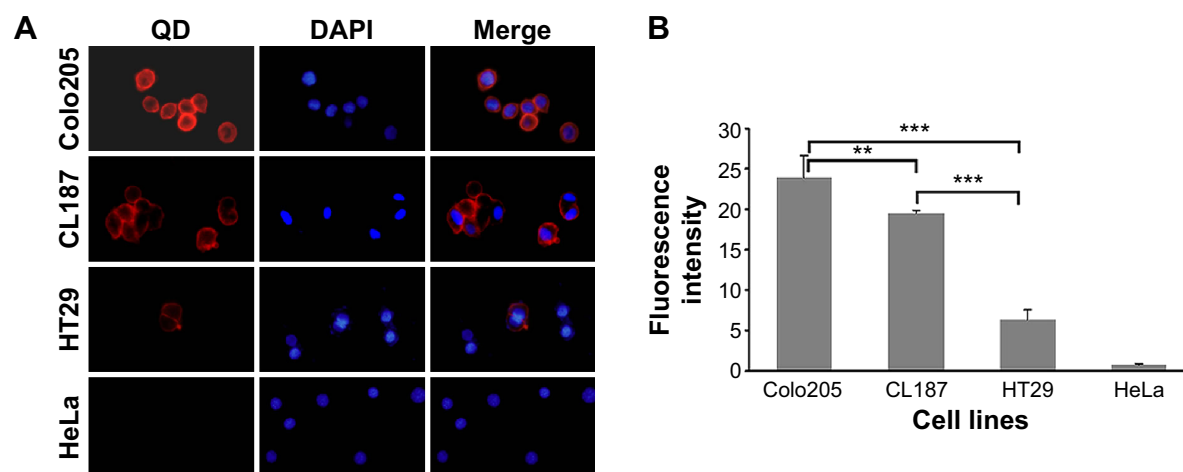 A
QD DAPI Merge
Colo205
CL187
HT29
HeLa
B
Fluorescence
intensity
30
25
20
15
10
5
0
***
**
***
Colo205 CL187 HT29 HeLa
Cell lines